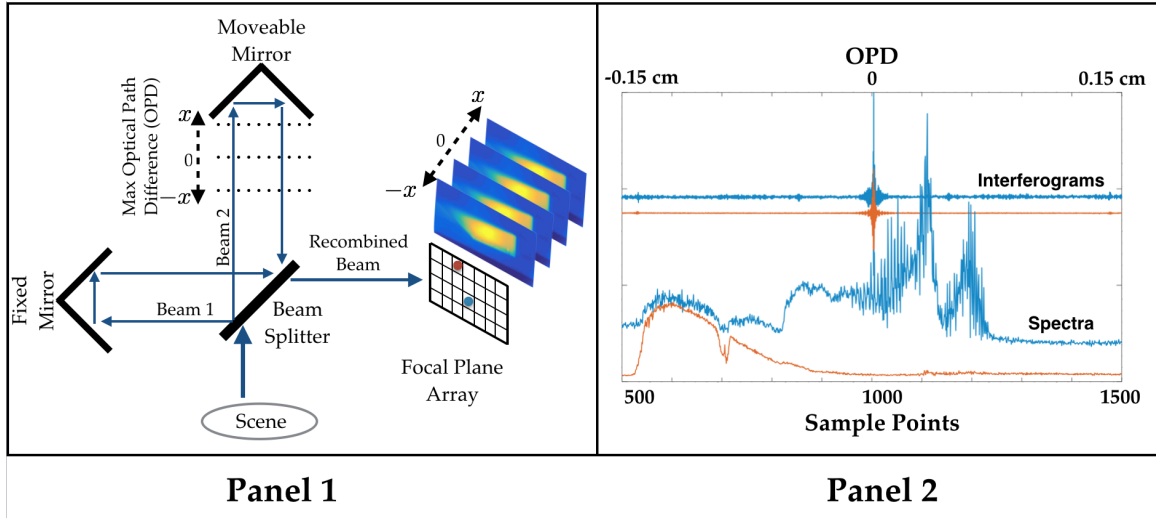 Moveable
Mirror
Max Optical Path
Difference (OPD)
x
0
−x
x
0
−x
Beam 2
Recombined
Beam
Fixed
Mirror
Beam 1
Beam
Splitter
Focal Plane
Array
Scene
Panel 1
OPD
-0.15 cm
0
0.15 cm
Interferograms
Spectra
500
1000
1500
Sample Points
Panel 2